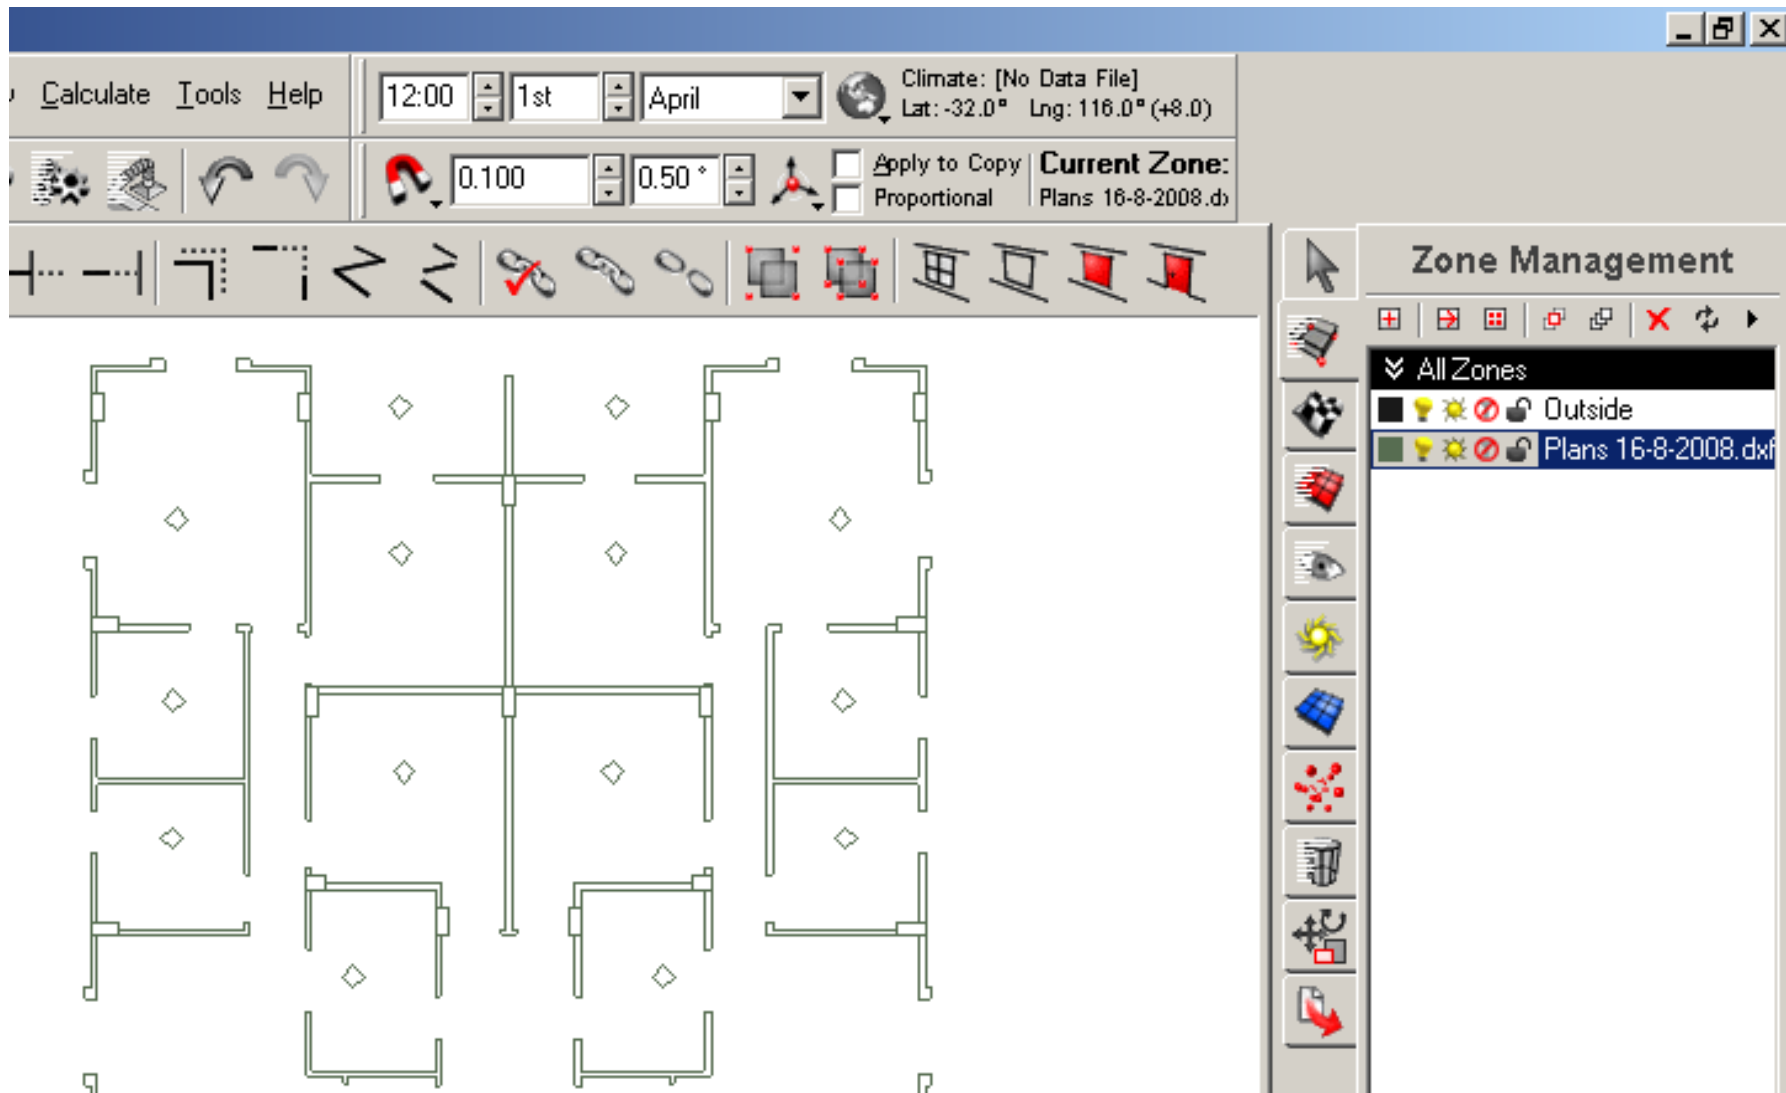 Calculate Tools Help
12:00 1st April
Climate: [No Data File]
Lat: -32.0° Lng: 116.0° (+8.0)
0.100 0.50 °
Apply to Copy
Proportional
Current Zone:
Plans 16-8-2008.dx
Zone Management
All Zones
Outside
Plans 16-8-2008.dxf